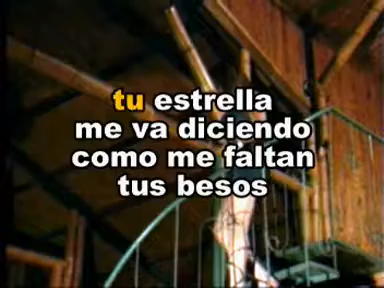 tu estrella
me va diciendo
como me faltan
tus besos